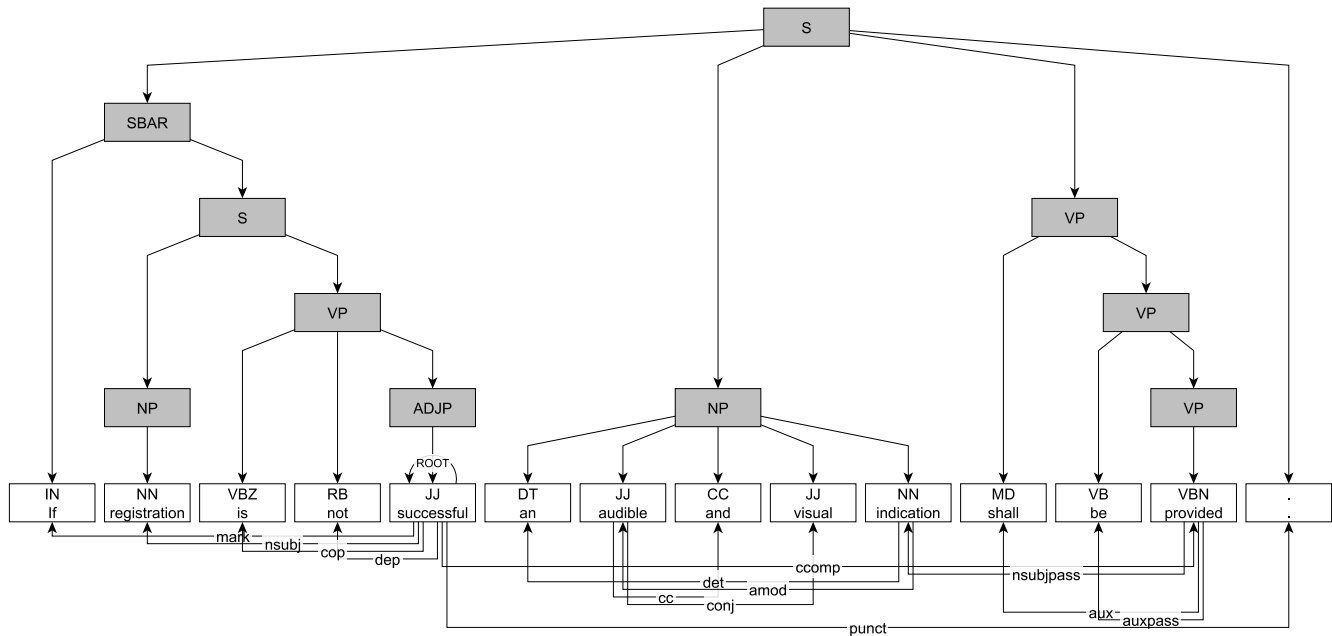 S
SBAR
S
VP
VP
VP
NP
ADJP
NP
VP
ROOT
IN
If
NN
registration
VBZ
is
RB
not
JJ
successful
DT
an
JJ
audible
CC
and
JJ
visual
NN
indication
MD
shall
VB
be
VBN
provided
.
.
mark
nsubj
cop
dep
ccomp
nsubjpass
det
amod
cc
conj
aux
auxpass
punct